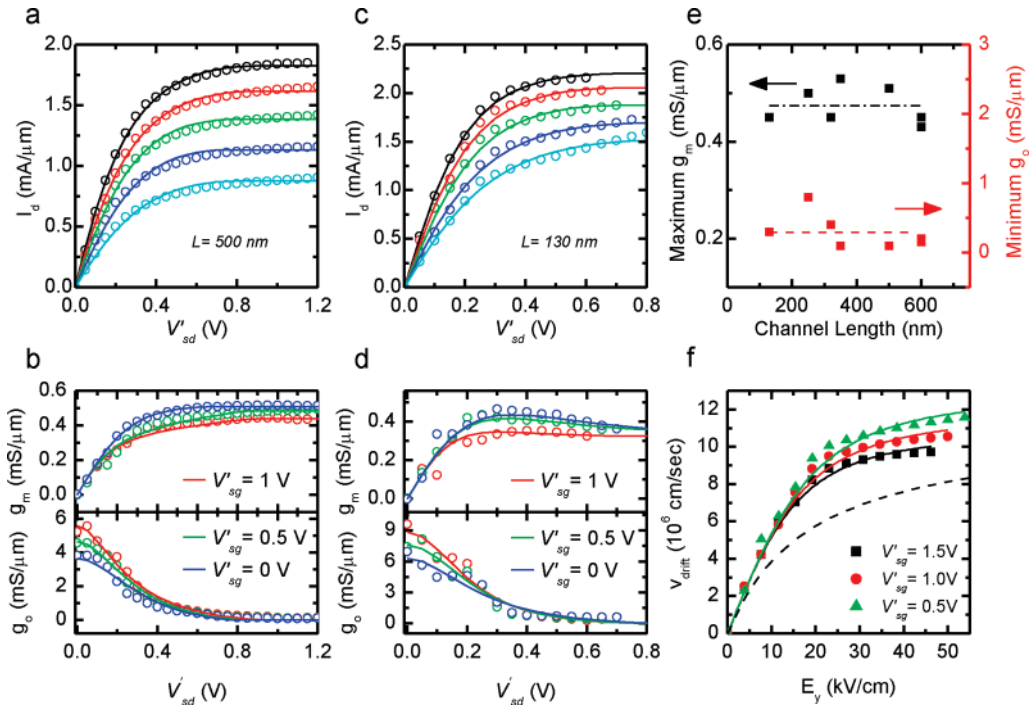 a
2.0
1.5
1.0
0.5
0.0
I_d (mA/μm)
L= 500 nm
0.0 0.4 0.8 1.2
V'_sd (V)
c
2.5
2.0
1.5
1.0
0.5
0.0
I_d (mA/μm)
L= 130 nm
0.0 0.2 0.4 0.6 0.8
V'_sd (V)
e
0.6
0.4
0.2
Maximum g_m (mS/μm)
3
2
1
0
Minimum g_o (mS/μm)
0 200 400 600
Channel Length (nm)
b
0.6
0.4
0.2
0.0
g_m (mS/μm)
V'_sg = 1 V
6
4
2
0
g_o (mS/μm)
V'_sg = 0.5 V
V'_sg = 0 V
0.0 0.4 0.8 1.2
V'_sd (V)
d
0.4
0.2
0.0
g_m (mS/μm)
V'_sg = 1 V
12
9
6
3
0
g_o (mS/μm)
V'_sg = 0.5 V
V'_sg = 0 V
0.0 0.2 0.4 0.6 0.8
V'_sd (V)
f
12
10
8
6
4
2
0
v_drift (10^6 cm/sec)
V'_sg = 1.5V
V'_sg = 1.0V
V'_sg = 0.5V
0 10 20 30 40 50
E_y (kV/cm)